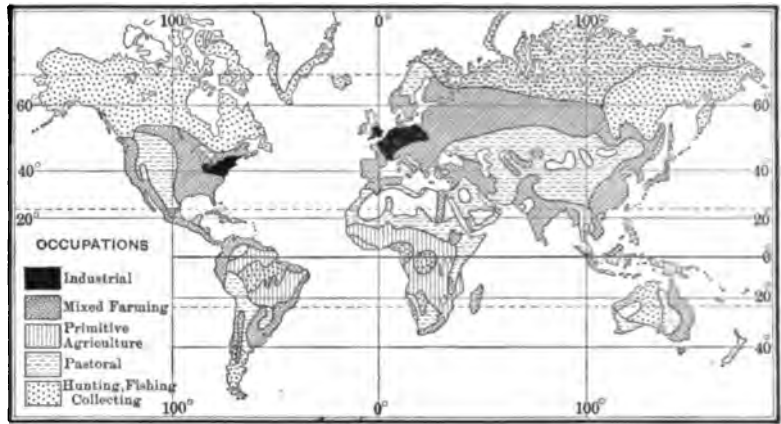 100° 0° 100°
60 60
40° 40°
20° 20
0° 0°
20 20
40 40°
OCCUPATIONS
Industrial
Mixed Farming
Primitive
Agriculture
Pastoral
Hunting, Fishing
Collecting
100° 0° 100°